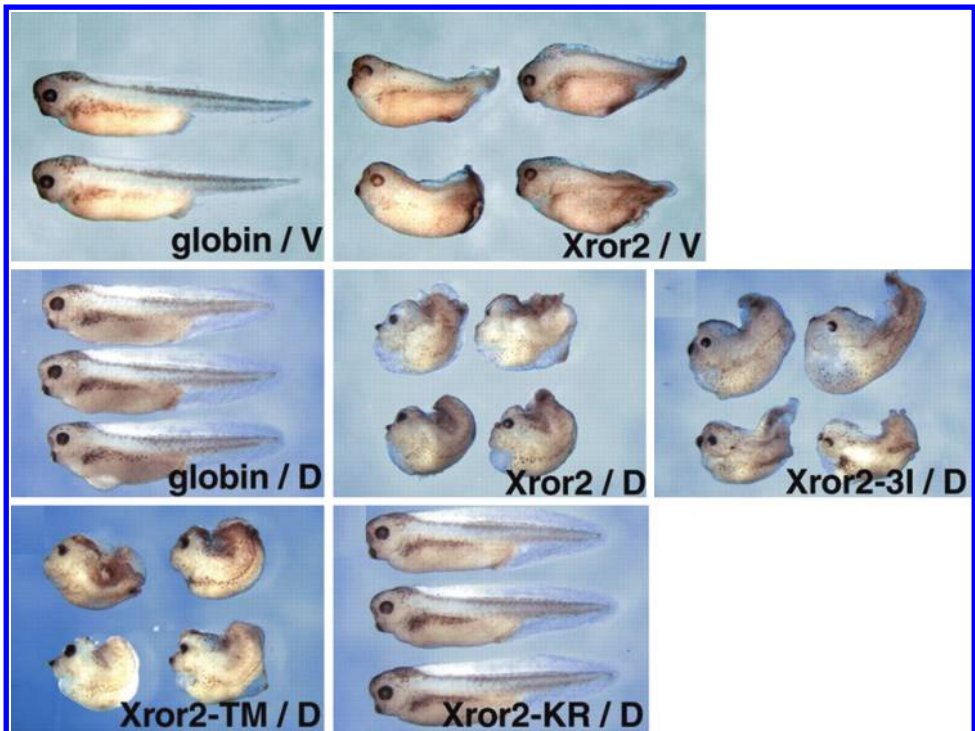 globin / V
Xror2 / V
globin / D
Xror2 / D
Xror2-3I / D
Xror2-TM / D
Xror2-KR / D